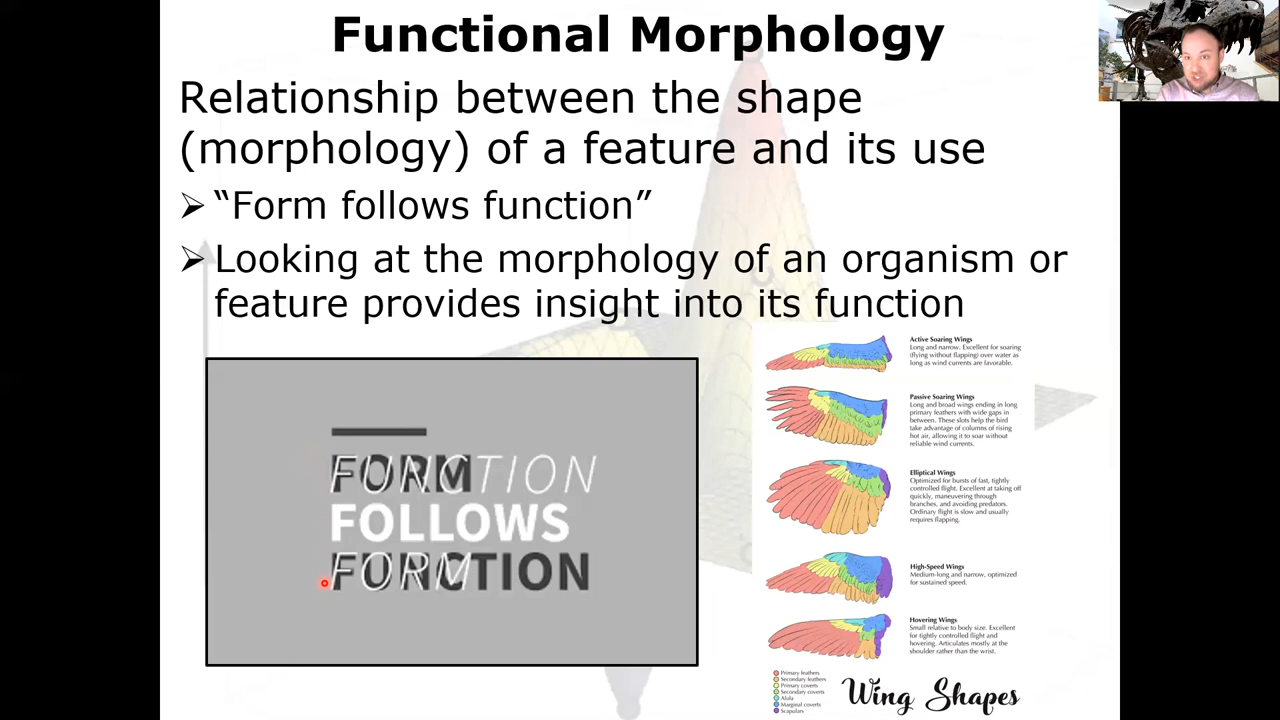 Functional Morphology
Relationship between the shape
(morphology) of a feature and its use
➢ “Form follows function”
➢ Looking at the morphology of an organism or
feature provides insight into its function
FORM
FUNCTION
FOLLOWS
FUNCTION
FORM
Active Soaring Wings
Long and narrow. Excellent for soaring
(flying without flapping) over water as
long as wind currents are favorable.
Passive Soaring Wings
Long and broad wings ending in long
primary feathers with wide gaps in
between. These slots help the bird
take advantage of columns of rising
hot air, allowing it to soar without
reliable wind currents.
Elliptical Wings
Optimized for bursts of fast, tightly
controlled flight. Excellent at taking off
quickly, maneuvering through
branches, and avoiding predators.
Ordinary flight is slow and usually
requires flapping.
High-Speed Wings
Medium-long and narrow, optimized
for sustained speed.
Hovering Wings
Small relative to body size. Excellent
for tightly controlled flight and
hovering. Articulates mostly at the
shoulder rather than the wrist.
Primary feathers
Secondary feathers
Primary coverts
Secondary coverts
Alula
Marginal coverts
Scapulars
Wing Shapes